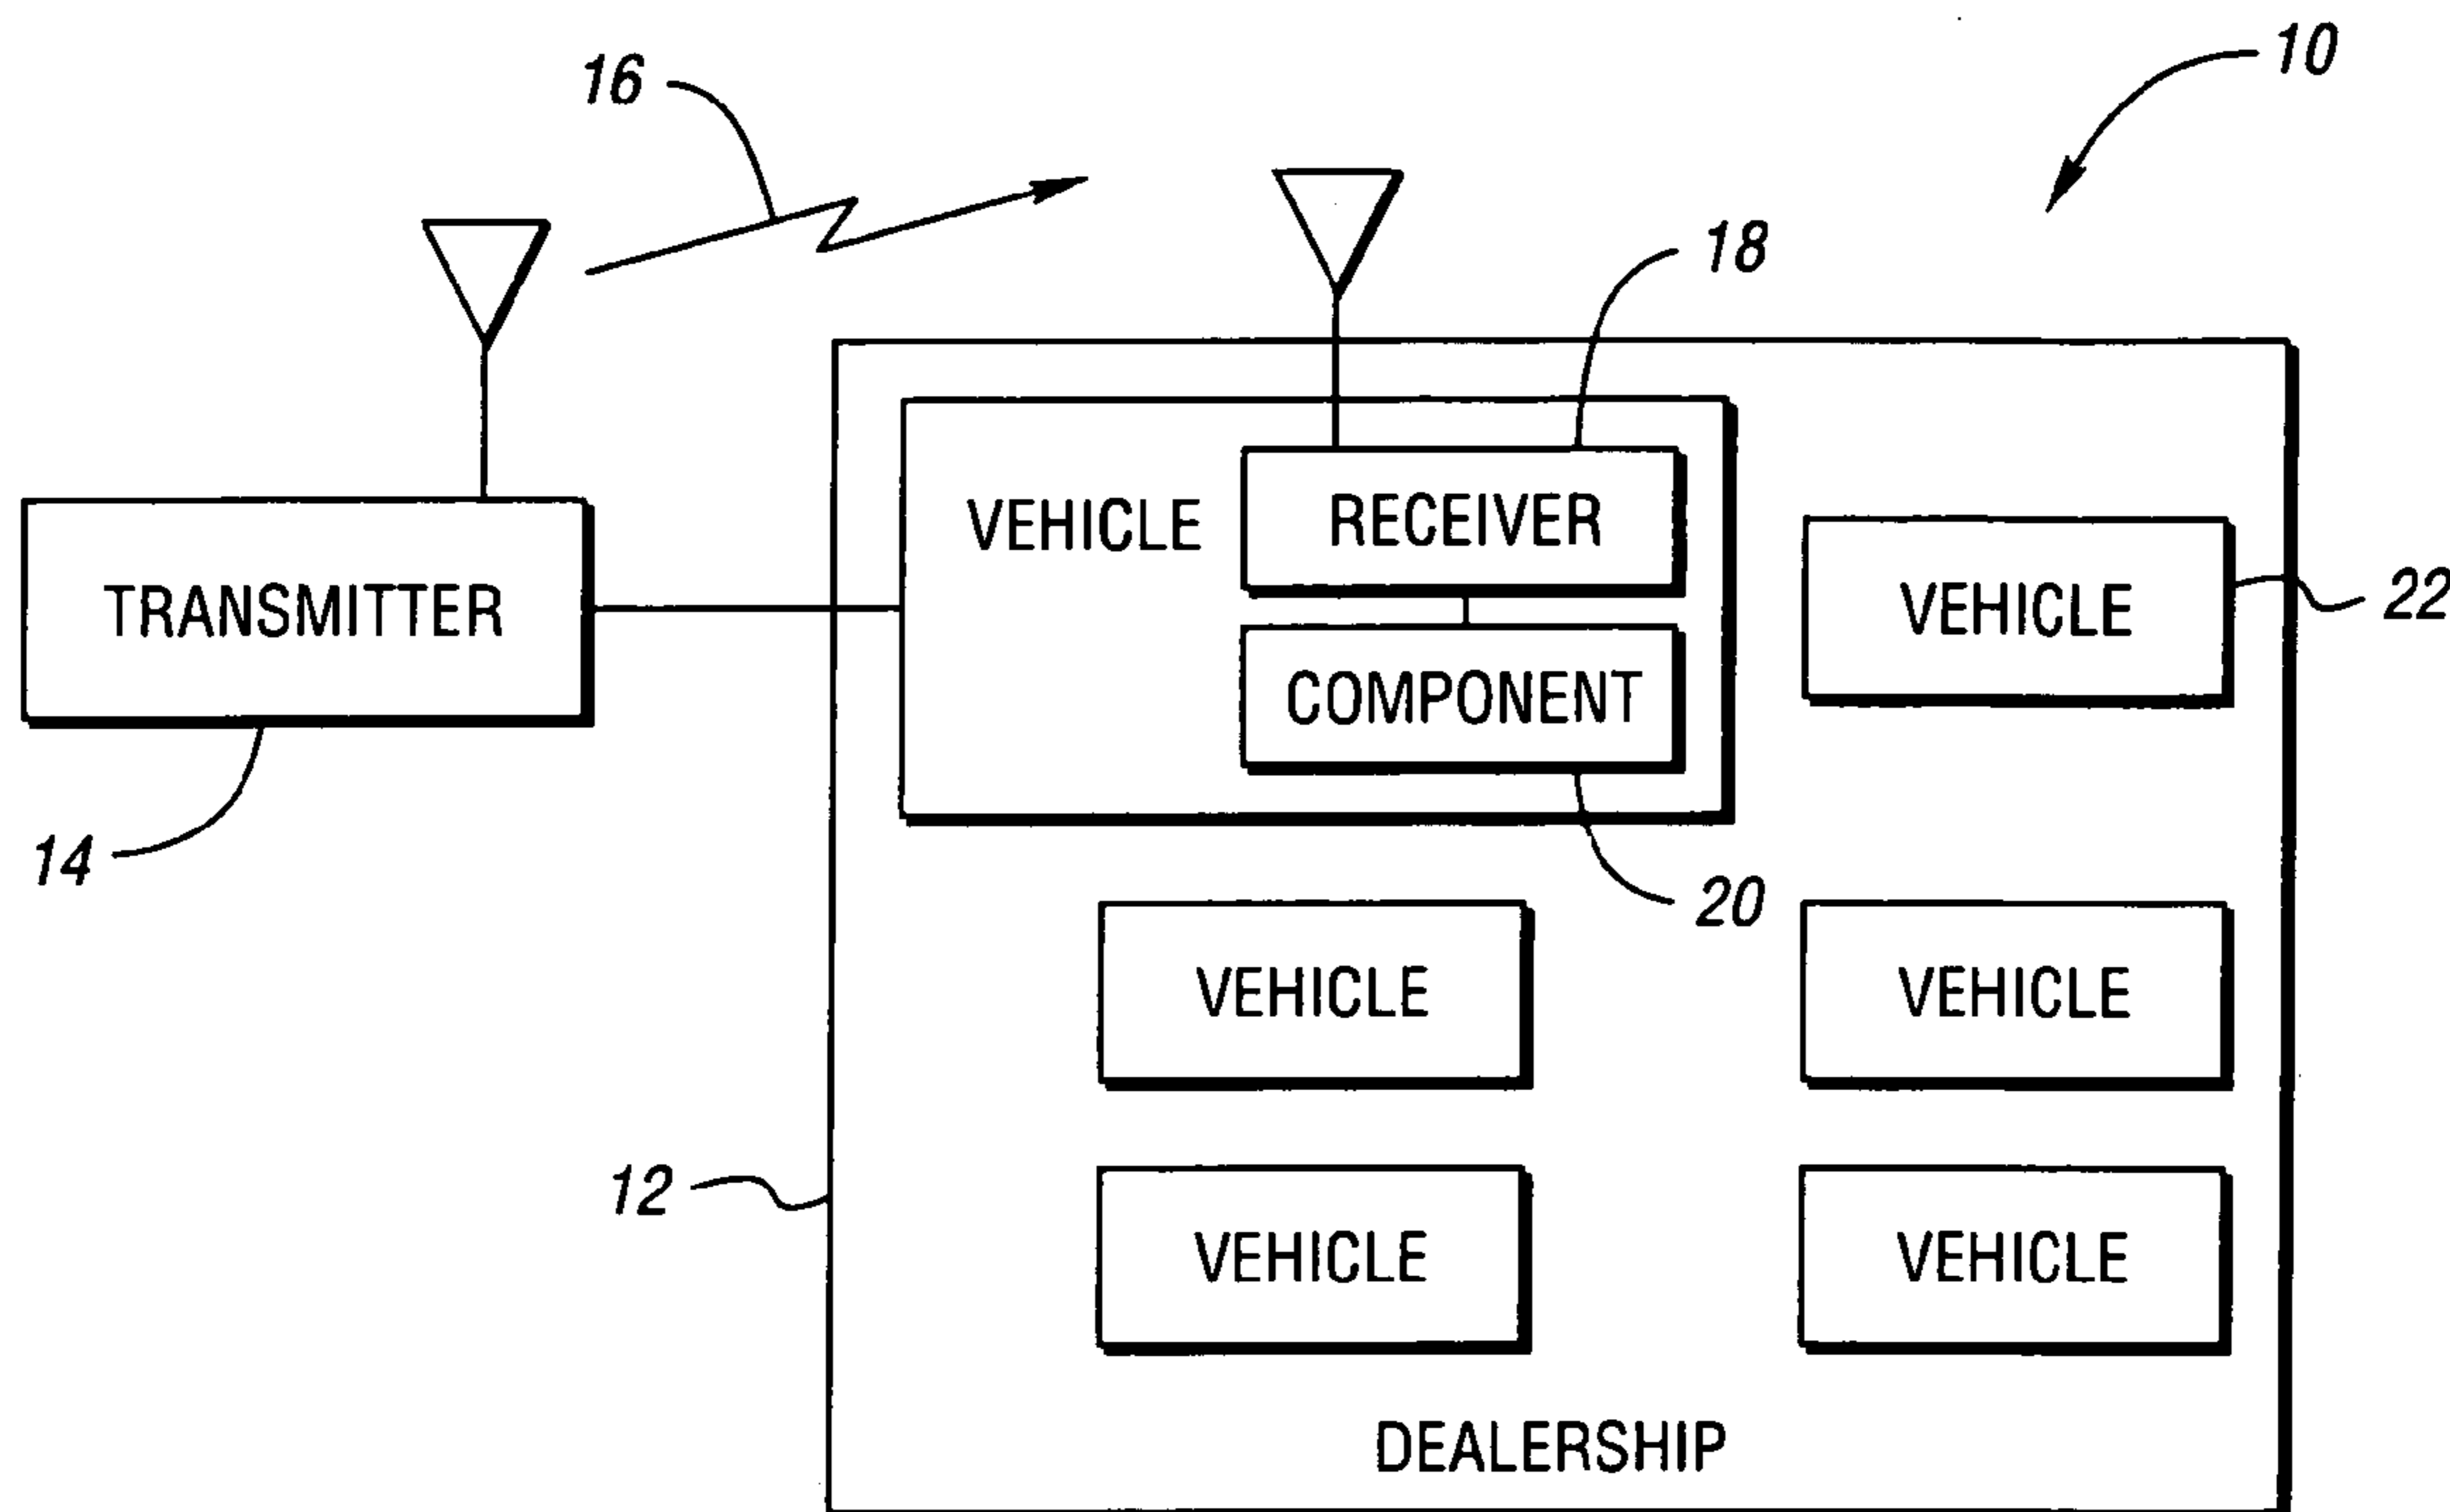 10
16
18
RECEIVER
VEHICLE
TRANSMITTER
VEHICLE
22
COMPONENT
14
20
VEHICLE
VEHICLE
12
VEHICLE
VEHICLE
DEALERSHIP